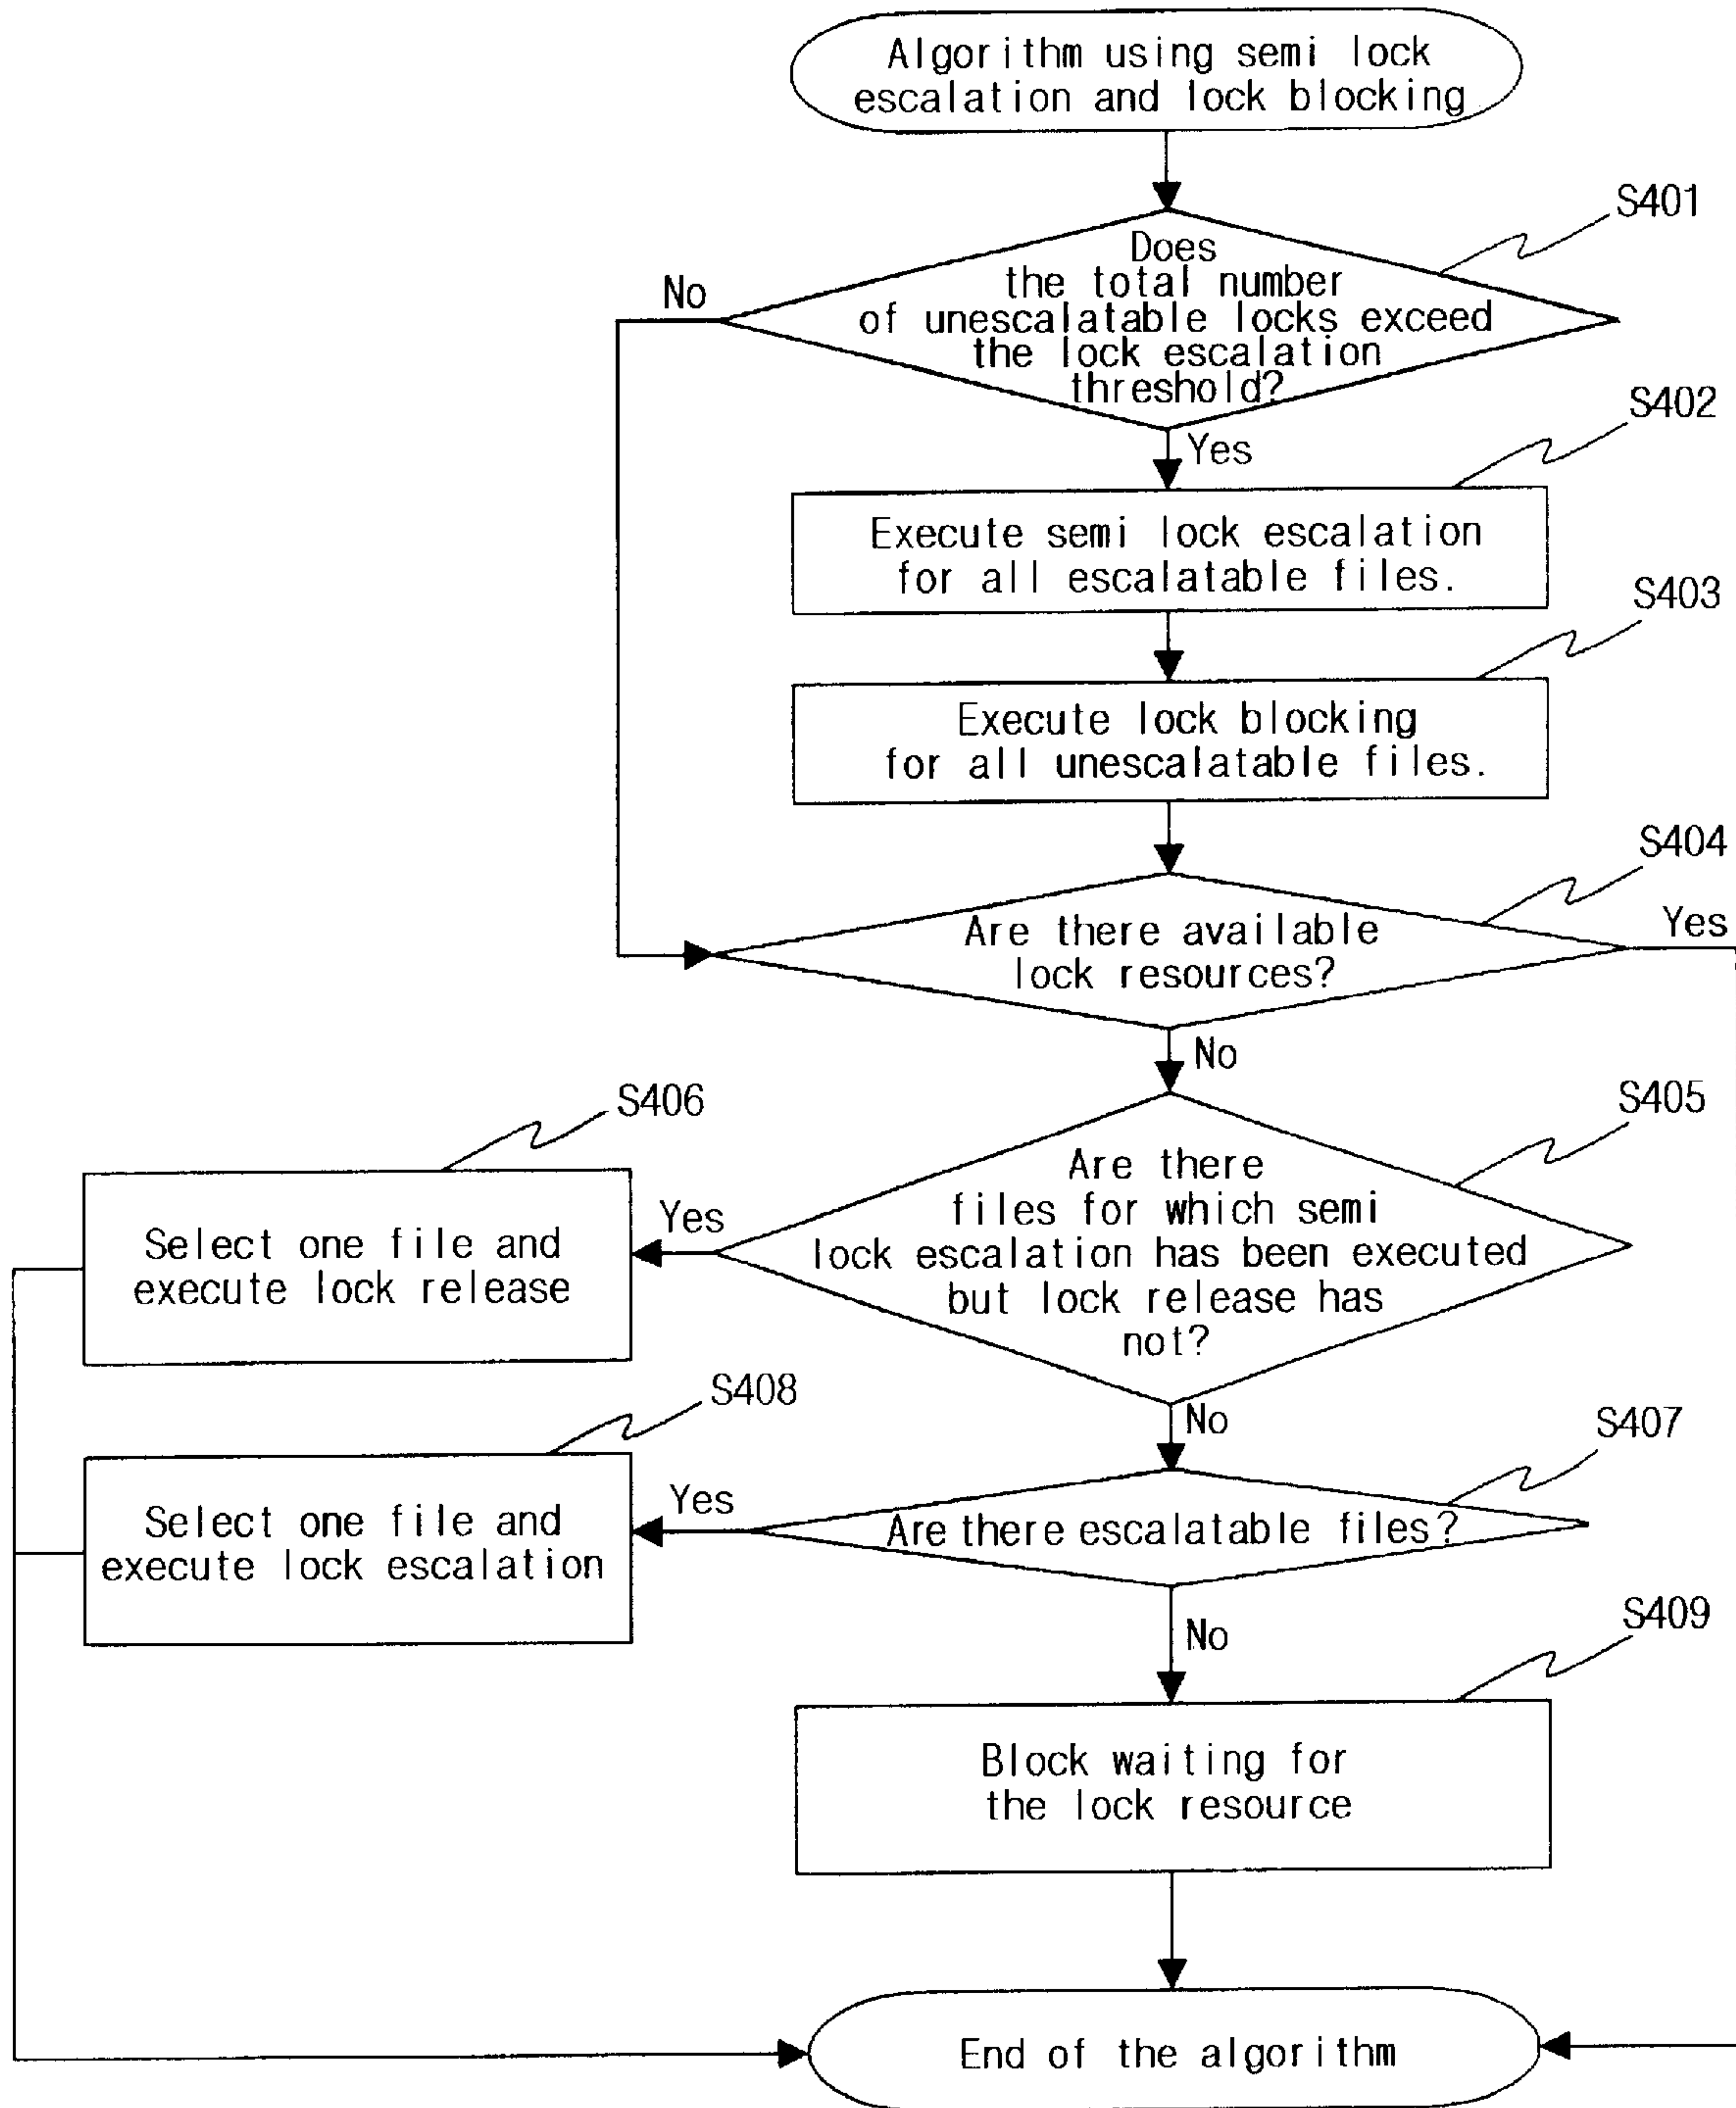 Algorithm using semi lock
escalation and lock blocking
S401
Does
the total number
of unescalatable locks exceed
the lock escalation
threshold?
No
Yes
S402
Execute semi lock escalation
for all escalatable files.
S403
Execute lock blocking
for all unescalatable files.
S404
Are there available
lock resources?
Yes
No
S405
Are there
files for which semi
lock escalation has been executed
but lock release has
not?
Yes
S406
Select one file and
execute lock release
No
S407
Are there escalatable files?
Yes
S408
Select one file and
execute lock escalation
No
S409
Block waiting for
the lock resource
End of the algorithm